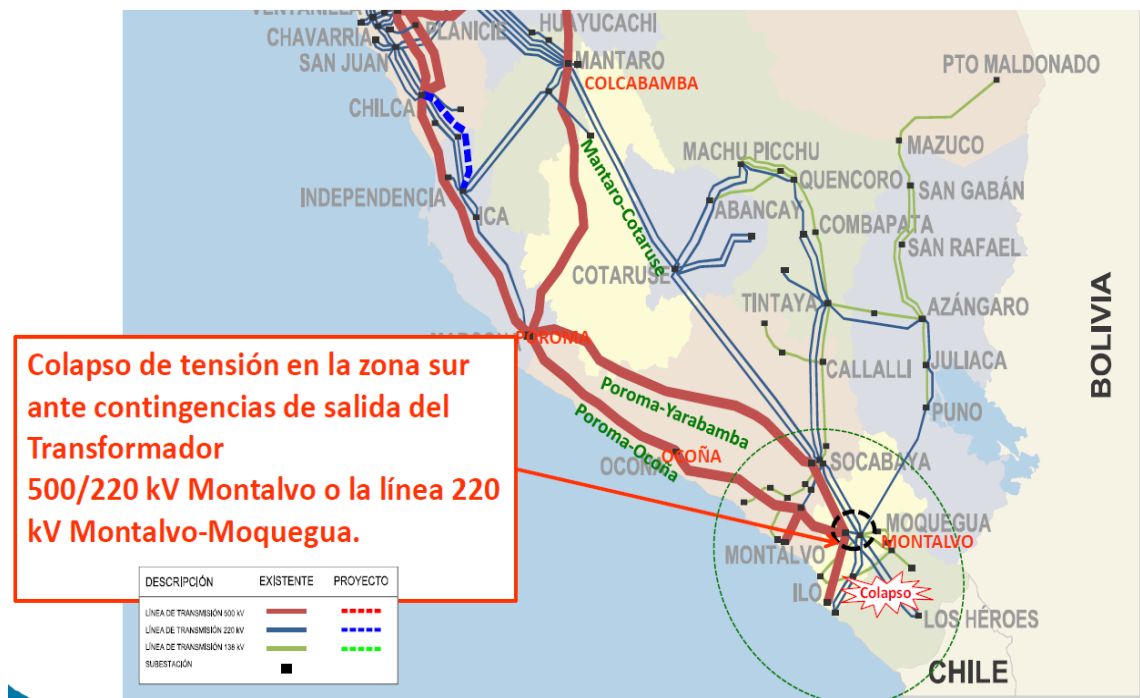 VENTANILLA
CHAVARRÍA
PLANICIE
HUAYUCACHI
SAN JUAN
MANTARO
COLCABAMBA
PTO MALDONADO
CHILCA
MAZUCO
MACHU PICCHU
QUENCORO
SAN GABÁN
INDEPENDENCIA
ICA
ABANCAY
COMBAPATA
SAN RAFAEL
Mantaro-Cotaruse
COTARUSE
TINTAYA
AZÁNGARO
BOLIVIA
POROMA
JULIACA
CALLALLI
PUNO
Poroma-Yarabamba
Poroma-Ocoña
OCOÑA
OCOÑA
SOCABAYA
MOQUEGUA
MONTALVO
MONTALVO
ILO
Colapso
LOS HÉROES
CHILE
Colapso de tensión en la zona sur
ante contingencias de salida del
Transformador
500/220 kV Montalvo o la línea 220
kV Montalvo-Moquegua.
DESCRIPCIÓN EXISTENTE PROYECTO
LÍNEA DE TRANSMISIÓN 500 kV
LÍNEA DE TRANSMISIÓN 220 kV
LÍNEA DE TRANSMISIÓN 138 kV
SUBESTACIÓN